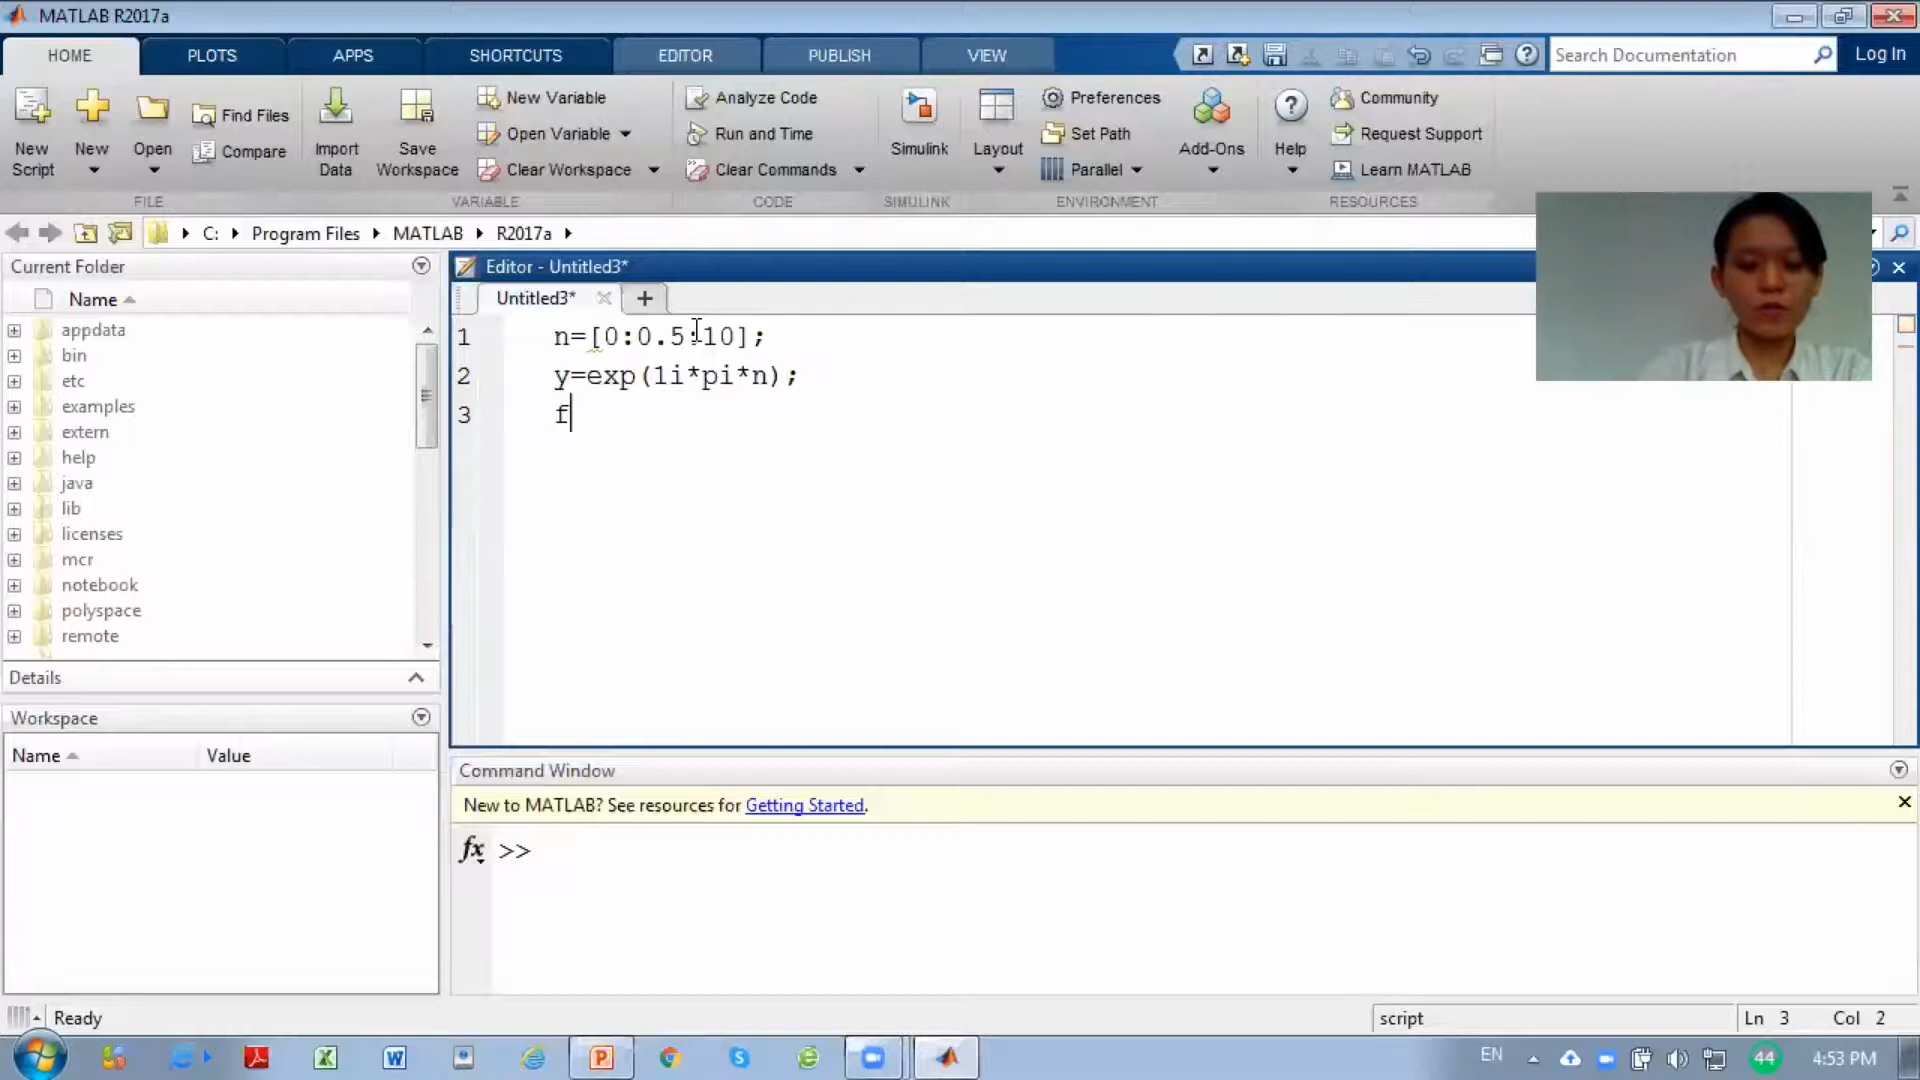 MATLAB R2017a
HOME PLOTS APPS SHORTCUTS EDITOR PUBLISH VIEW Search Documentation Log In
New Script
New
Open
Find Files
Compare
FILE
Import Data
Save Workspace
New Variable
Open Variable
Clear Workspace
VARIABLE
Analyze Code
Run and Time
Clear Commands
CODE
Simulink
SIMULINK
Layout
Preferences
Set Path
Parallel
ENVIRONMENT
Add-Ons
Help
Community
Request Support
Learn MATLAB
RESOURCES
C: Program Files MATLAB R2017a
Current Folder
Name
appdata
bin
etc
examples
extern
help
java
lib
licenses
mcr
notebook
polyspace
remote
Details
Workspace
Name Value
Editor - Untitled3*
Untitled3*
1 n=[0:0.5:10];
2 y=exp(1i*pi*n);
3 f
Command Window
New to MATLAB? See resources for Getting Started.
fx >>
Ready script Ln 3 Col 2
EN 44 4:53 PM